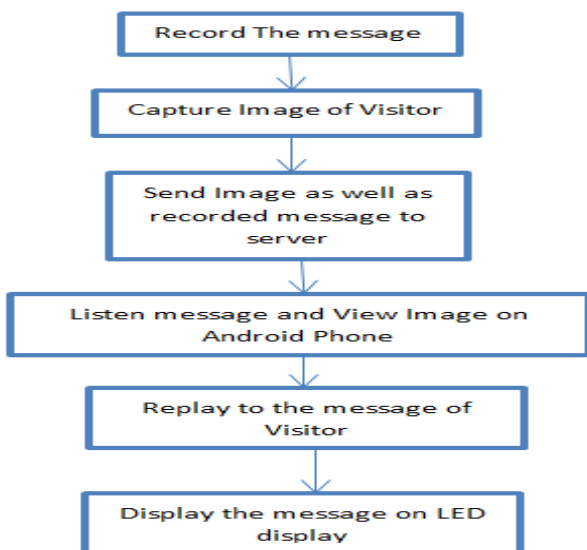 Record The message
Capture Image of Visitor
Send Image as well as
recorded message to
server
Listen message and View Image on
Android Phone
Replay to the message of
Visitor
Display the message on LED
display